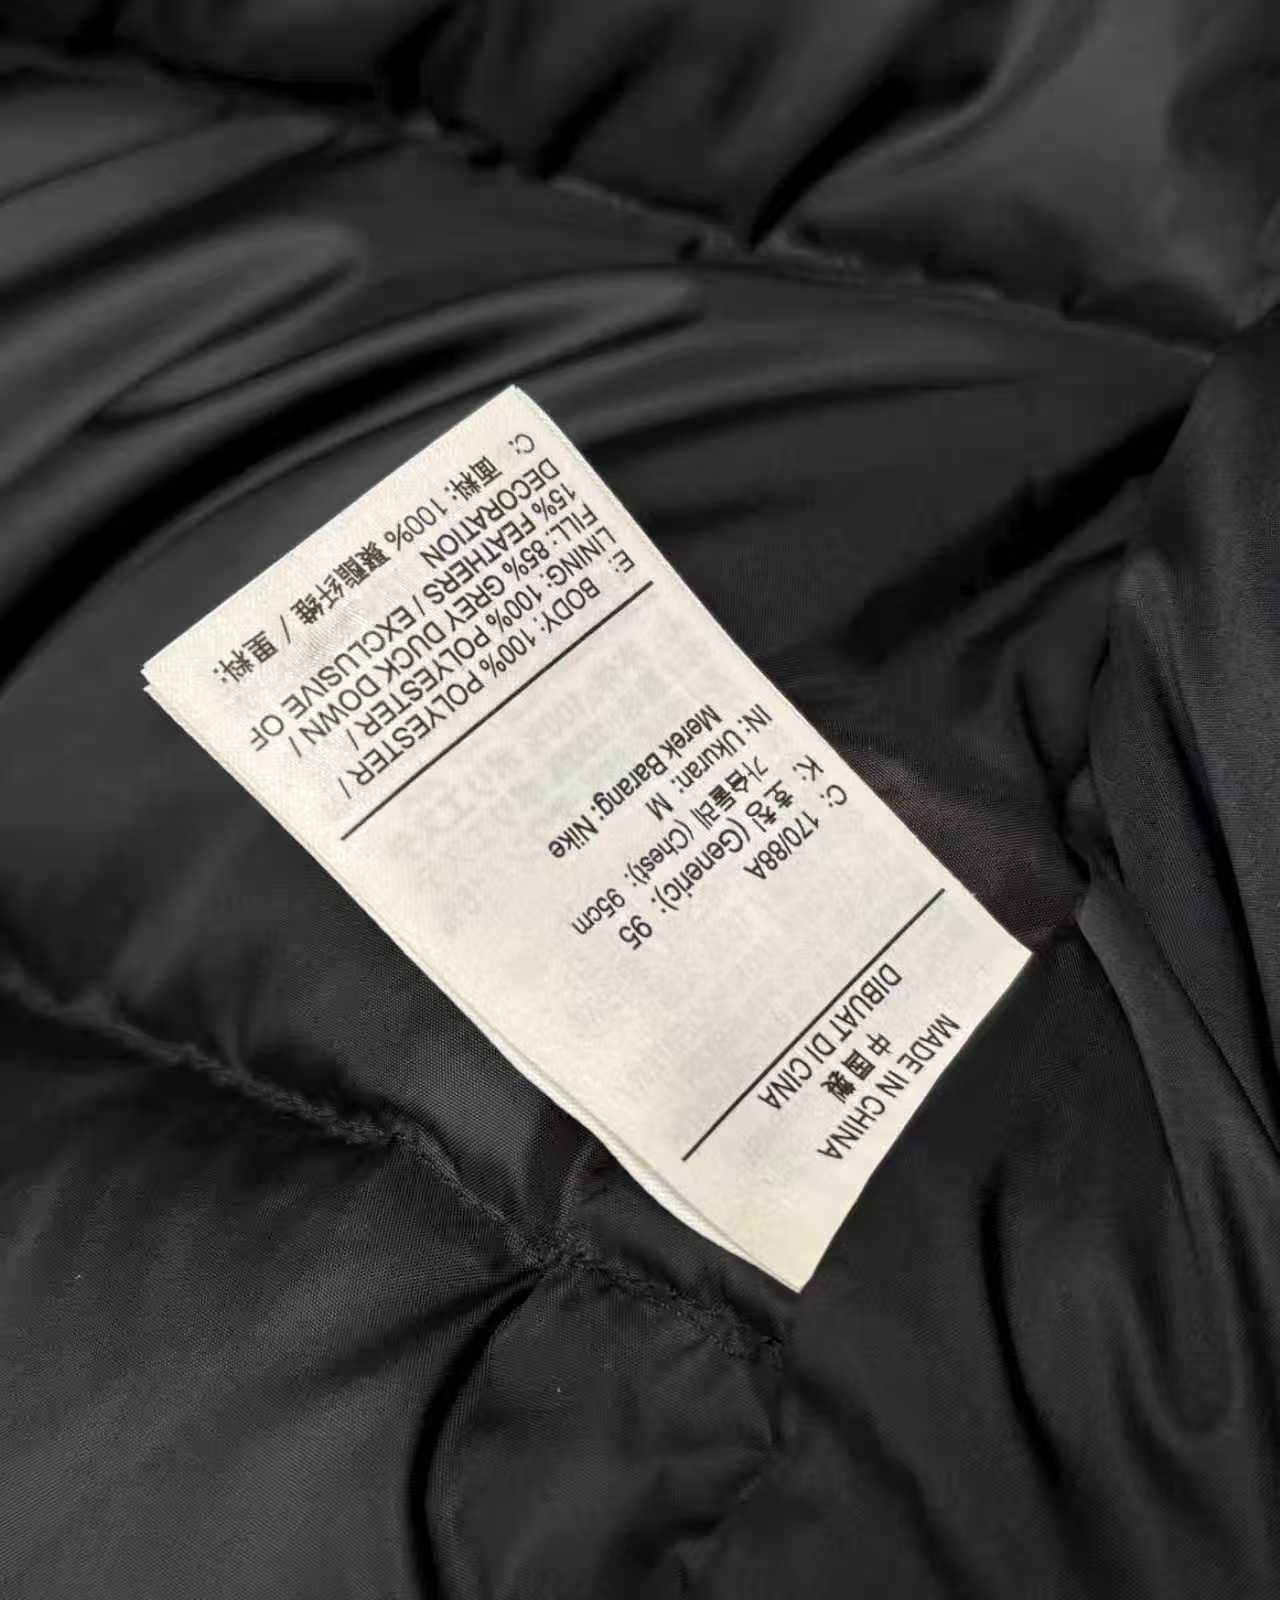 MADE IN CHINA
中國製
DIBUAT DI CINA
C: 170/88A
K: 호칭 (Generic): 95
가슴둘레 (Chest): 95cm
IN: Ukuran: M
Merek Barang: Nike
E: BODY: 100% POLYESTER /
LINING: 100% POLYESTER /
FILL: 85% GREY DUCK DOWN /
15% FEATHERS / EXCLUSIVE OF
DECORATION
C: 面料: 100% 聚酯纤维 / 里料: